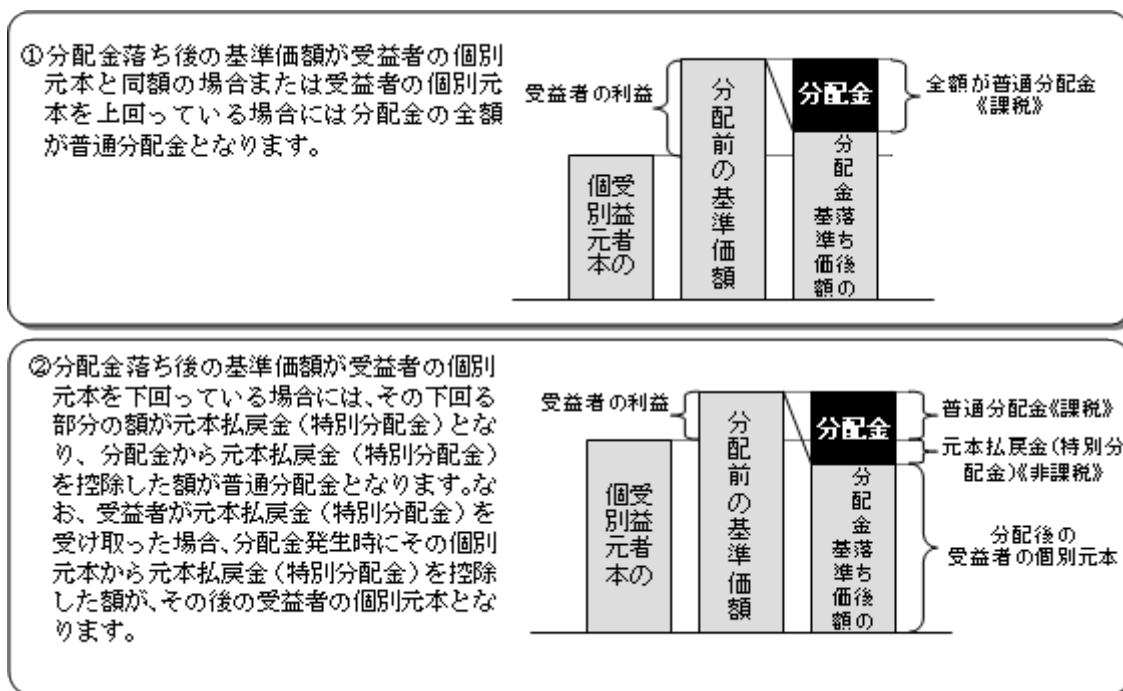 ①分配金落ち後の基準価額が受益者の個別
元本と同額の場合または受益者の個別元
本を上回っている場合には分配金の全額
が普通分配金となります。
受益者の利益
受益者の
個別元本
分配前の基準価額
分配金
分配金落ち後の
基準価額
全額が普通分配金
《課税》
②分配金落ち後の基準価額が受益者の個別
元本を下回っている場合には、その下回る
部分の額が元本払戻金（特別分配金）とな
り、分配金から元本払戻金（特別分配金）
を控除した額が普通分配金となります。な
お、受益者が元本払戻金（特別分配金）を
受け取った場合、分配金発生時にその個別
元本から元本払戻金（特別分配金）を控除
した額が、その後の受益者の個別元本とな
ります。
受益者の利益
受益者の
個別元本
分配前の基準価額
分配金
分配金落ち後の
基準価額
普通分配金《課税》
元本払戻金（特別分
配金）《非課税》
分配後の
受益者の個別元本